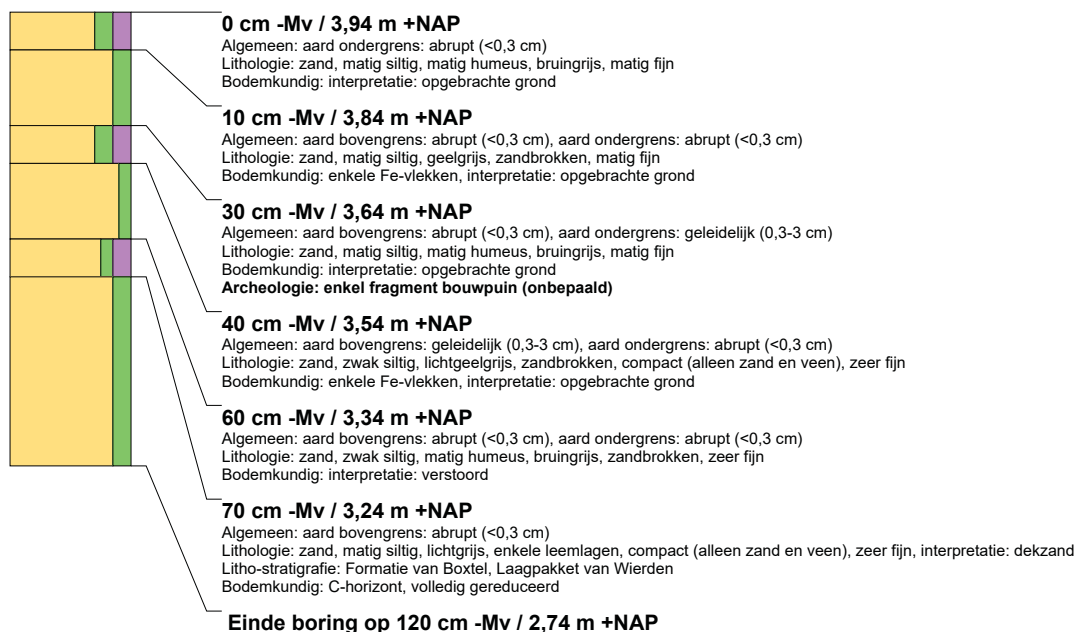 0 cm -Mv / 3,94 m +NAP
Algemeen: aard ondergrens: abrupt (<0,3 cm)
Lithologie: zand, matig siltig, matig humeus, bruingrijs, matig fijn
Bodemkundig: interpretatie: opgebrachte grond
10 cm -Mv / 3,84 m +NAP
Algemeen: aard bovengrens: abrupt (<0,3 cm), aard ondergrens: abrupt (<0,3 cm)
Lithologie: zand, matig siltig, geelgrijs, zandbrokken, matig fijn
Bodemkundig: enkele Fe-vlekken, interpretatie: opgebrachte grond
30 cm -Mv / 3,64 m +NAP
Algemeen: aard bovengrens: abrupt (<0,3 cm), aard ondergrens: geleidelijk (0,3-3 cm)
Lithologie: zand, matig siltig, matig humeus, bruingrijs, matig fijn
Bodemkundig: interpretatie: opgebrachte grond
Archeologie: enkel fragment bouwpuin (onbepaald)
40 cm -Mv / 3,54 m +NAP
Algemeen: aard bovengrens: geleidelijk (0,3-3 cm), aard ondergrens: abrupt (<0,3 cm)
Lithologie: zand, zwak siltig, lichtgeelgrijs, zandbrokken, compact (alleen zand en veen), zeer fijn
Bodemkundig: enkele Fe-vlekken, interpretatie: opgebrachte grond
60 cm -Mv / 3,34 m +NAP
Algemeen: aard bovengrens: abrupt (<0,3 cm), aard ondergrens: abrupt (<0,3 cm)
Lithologie: zand, zwak siltig, matig humeus, bruingrijs, zandbrokken, zeer fijn
Bodemkundig: interpretatie: verstoord
70 cm -Mv / 3,24 m +NAP
Algemeen: aard bovengrens: abrupt (<0,3 cm)
Lithologie: zand, matig siltig, lichtgrijs, enkele leemlagen, compact (alleen zand en veen), zeer fijn, interpretatie: dekzand
Litho-stratigrafie: Formatie van Boxtel, Laagpakket van Wierden
Bodemkundig: C-horizont, volledig gereduceerd
Einde boring op 120 cm -Mv / 2,74 m +NAP